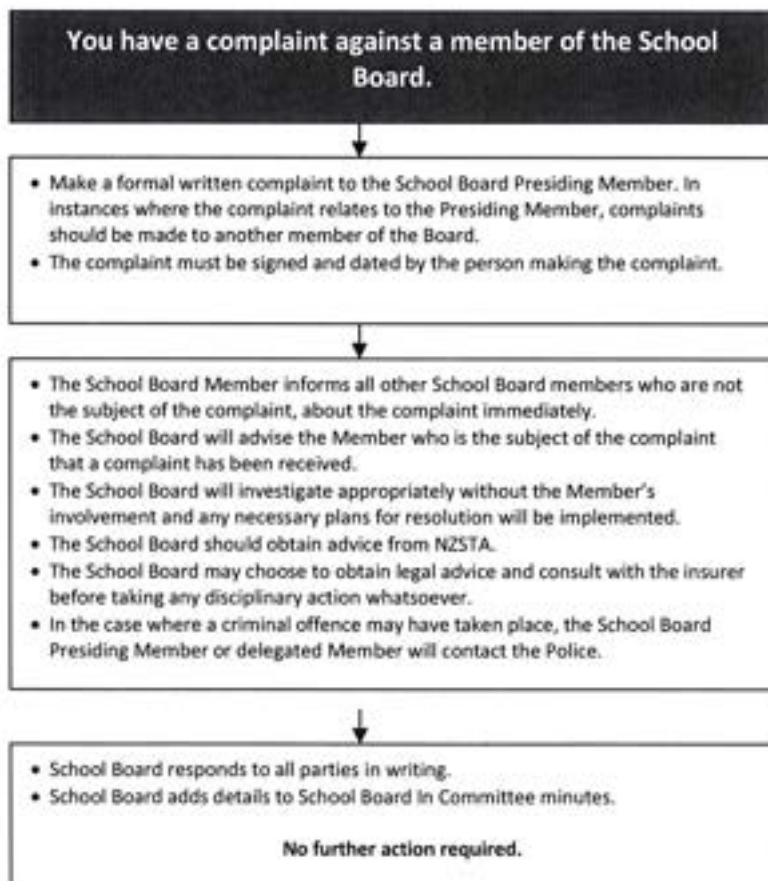 You have a complaint against a member of the School
Board.
• Make a formal written complaint to the School Board Presiding Member. In
instances where the complaint relates to the Presiding Member, complaints
should be made to another member of the Board.
• The complaint must be signed and dated by the person making the complaint.
• The School Board Member informs all other School Board members who are not
the subject of the complaint, about the complaint immediately.
• The School Board will advise the Member who is the subject of the complaint
that a complaint has been received.
• The School Board will investigate appropriately without the Member's
involvement and any necessary plans for resolution will be implemented.
• The School Board should obtain advice from NZSTA.
• The School Board may choose to obtain legal advice and consult with the insurer
before taking any disciplinary action whatsoever.
• In the case where a criminal offence may have taken place, the School Board
Presiding Member or delegated Member will contact the Police.
• School Board responds to all parties in writing.
• School Board adds details to School Board In Committee minutes.
No further action required.